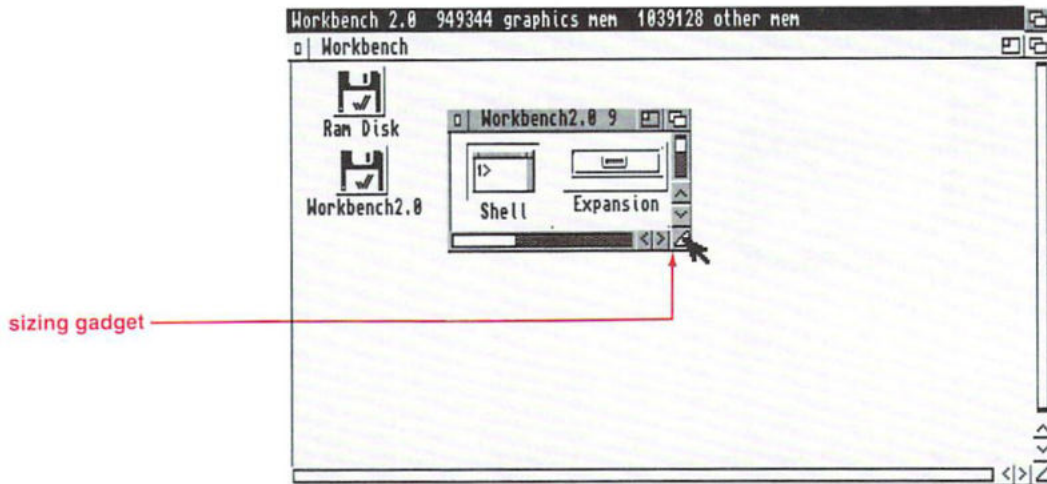 Workbench 2.0 949344 graphics mem 1039128 other mem
Workbench
Ram Disk
Workbench2.0
Workbench2.0 9
1>
Shell
Expansion
sizing gadget